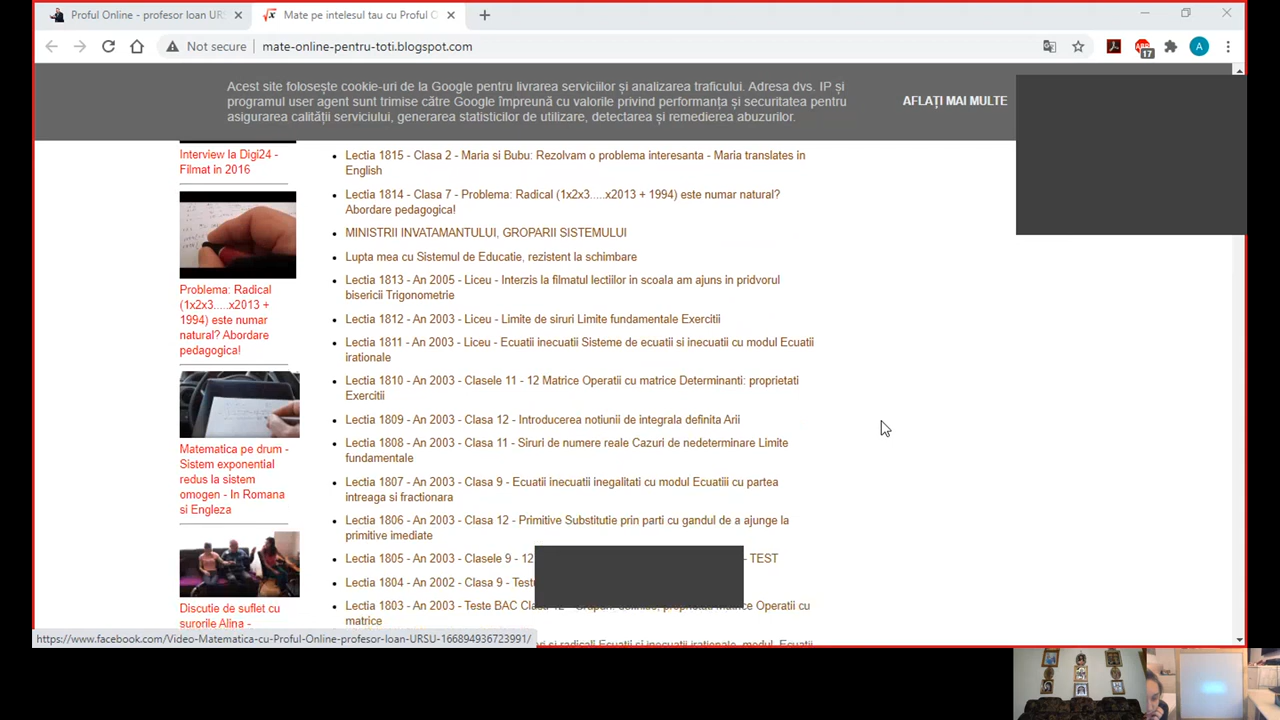 Proful Online - profesor Ioan URS
Mate pe intelesul tau cu Proful O
Not secure
mate-online-pentru-toti.blogspot.com
17
A
Acest site folosește cookie-uri de la Google pentru livrarea serviciilor și analizarea traficului. Adresa dvs. IP și
programul user agent sunt trimise către Google împreună cu valorile privind performanța și securitatea pentru
asigurarea calității serviciului, generarea statisticilor de utilizare, detectarea și remedierea abuzurilor.
AFLAȚI MAI MULTE
Interview la Digi24 -
FIlmat in 2016
Problema: Radical
(1x2x3.....x2013 +
1994) este numar
natural? Abordare
pedagogica!
Matematica pe drum -
Sistem exponential
redus la sistem
omogen - In Romana
si Engleza
Discutie de suflet cu
surorile Alina -
Lectia 1815 - Clasa 2 - Maria si Bubu: Rezolvam o problema interesanta - Maria translates in
English
Lectia 1814 - Clasa 7 - Problema: Radical (1x2x3.....x2013 + 1994) este numar natural?
Abordare pedagogica!
MINISTRII INVATAMANTULUI, GROPARII SISTEMULUI
Lupta mea cu Sistemul de Educatie, rezistent la schimbare
Lectia 1813 - An 2005 - Liceu - Interzis la filmatul lectiilor in scoala am ajuns in pridvorul
bisericii Trigonometrie
Lectia 1812 - An 2003 - Liceu - Limite de siruri Limite fundamentale Exercitii
Lectia 1811 - An 2003 - Liceu - Ecuatii inecuatii Sisteme de ecuatii si inecuatii cu modul Ecuatii
irationale
Lectia 1810 - An 2003 - Clasele 11 - 12 Matrice Operatii cu matrice Determinanti: proprietati
Exercitii
Lectia 1809 - An 2003 - Clasa 12 - Introducerea notiunii de integrala definita Arii
Lectia 1808 - An 2003 - Clasa 11 - Siruri de numere reale Cazuri de nedeterminare Limite
fundamentale
Lectia 1807 - An 2003 - Clasa 9 - Ecuatii inecuatii inegalitati cu modul Ecuatiii cu partea
intreaga si fractionara
Lectia 1806 - An 2003 - Clasa 12 - Primitive Substitutie prin parti cu gandul de a ajunge la
primitive imediate
Lectia 1805 - An 2003 - Clasele 9 - 12 - TEST
Lectia 1804 - An 2002 - Clasa 9 -
Lectia 1803 - An 2003 - Teste BAC Matrice Operatii cu
matrice
si radicali Ecuatii si inecuatii irationale, modul, Ecuatii
https://www.facebook.com/Video-Matematica-cu-Proful-Online-profesor-Ioan-URSU-166894936723991/